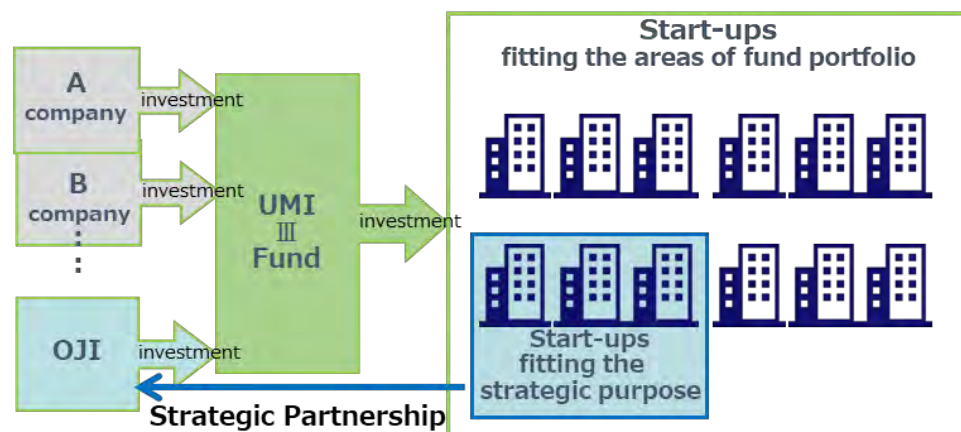 A
company
investment
B
company
investment
:
:
OJI
investment
UMI
Ⅲ
Fund
investment
Start-ups
fitting the areas of fund portfolio
Start-ups
fitting the
strategic purpose
Strategic Partnership